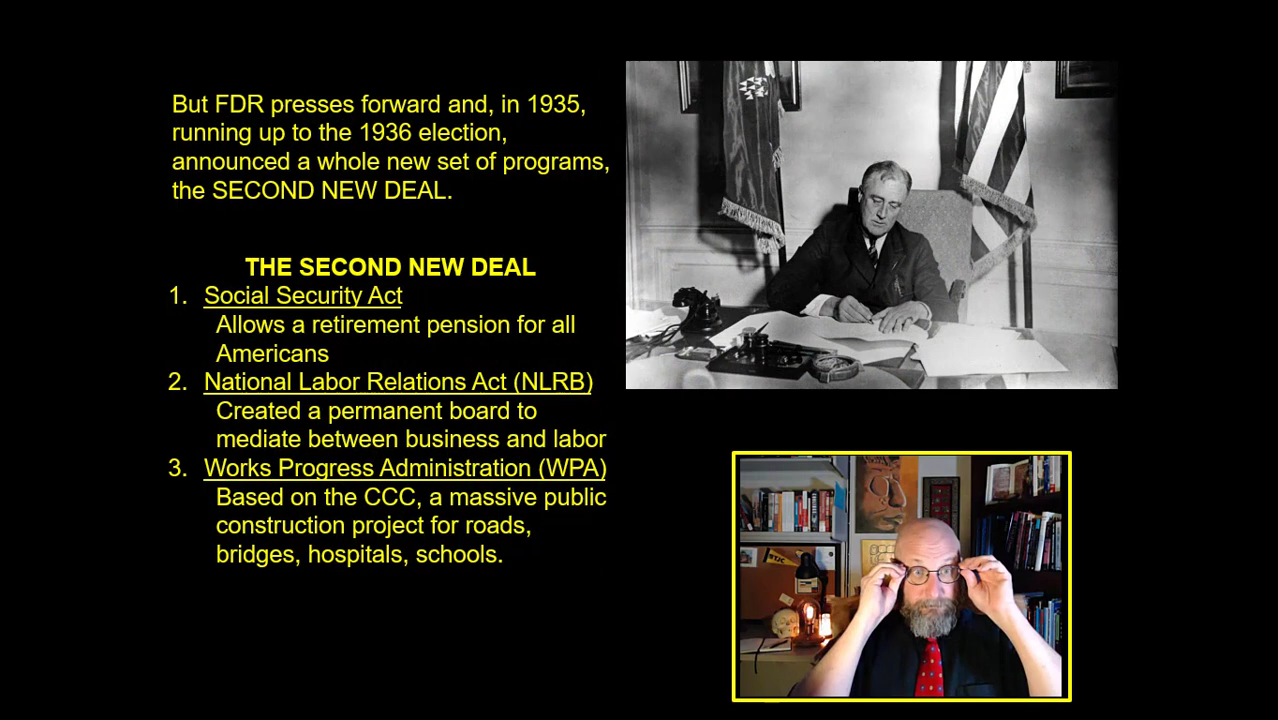 But FDR presses forward and, in 1935,
running up to the 1936 election,
announced a whole new set of programs,
the SECOND NEW DEAL.
THE SECOND NEW DEAL
1. Social Security Act
Allows a retirement pension for all
Americans
2. National Labor Relations Act (NLRB)
Created a permanent board to
mediate between business and labor
3. Works Progress Administration (WPA)
Based on the CCC, a massive public
construction project for roads,
bridges, hospitals, schools.